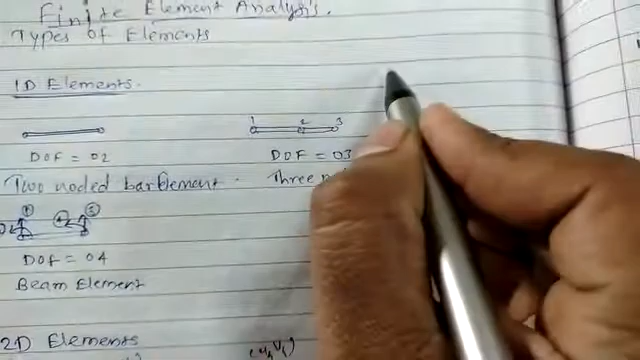 Finite Element Analysis.
Types of Elements
1D Elements.
1 2 3
DOF = 02 DOF = 03
Two noded bar Element. Three
DOF = 04
Beam Element
2D Elements